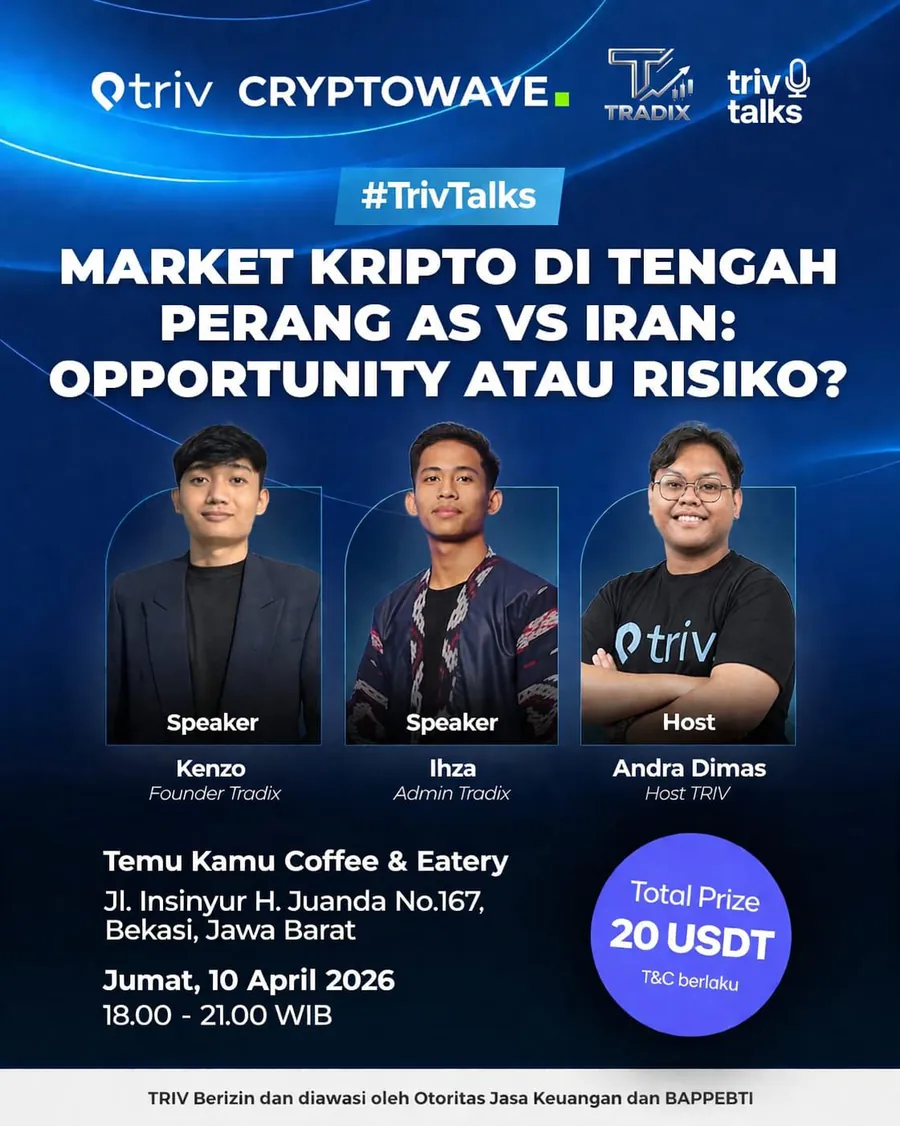 triv CRYPTOWAVE. TRADIX triv talks
#TrivTalks
MARKET KRIPTO DI TENGAH
PERANG AS VS IRAN:
OPPORTUNITY ATAU RISIKO?
triv
Speaker
Kenzo
Founder Tradix
Speaker
Ihza
Admin Tradix
Host
Andra Dimas
Host TRIV
Temu Kamu Coffee & Eatery
Jl. Insinyur H. Juanda No.167,
Bekasi, Jawa Barat
Jumat, 10 April 2026
18.00 - 21.00 WIB
Total Prize
20 USDT
T&C berlaku
TRIV Berizin dan diawasi oleh Otoritas Jasa Keuangan dan BAPPEBTI